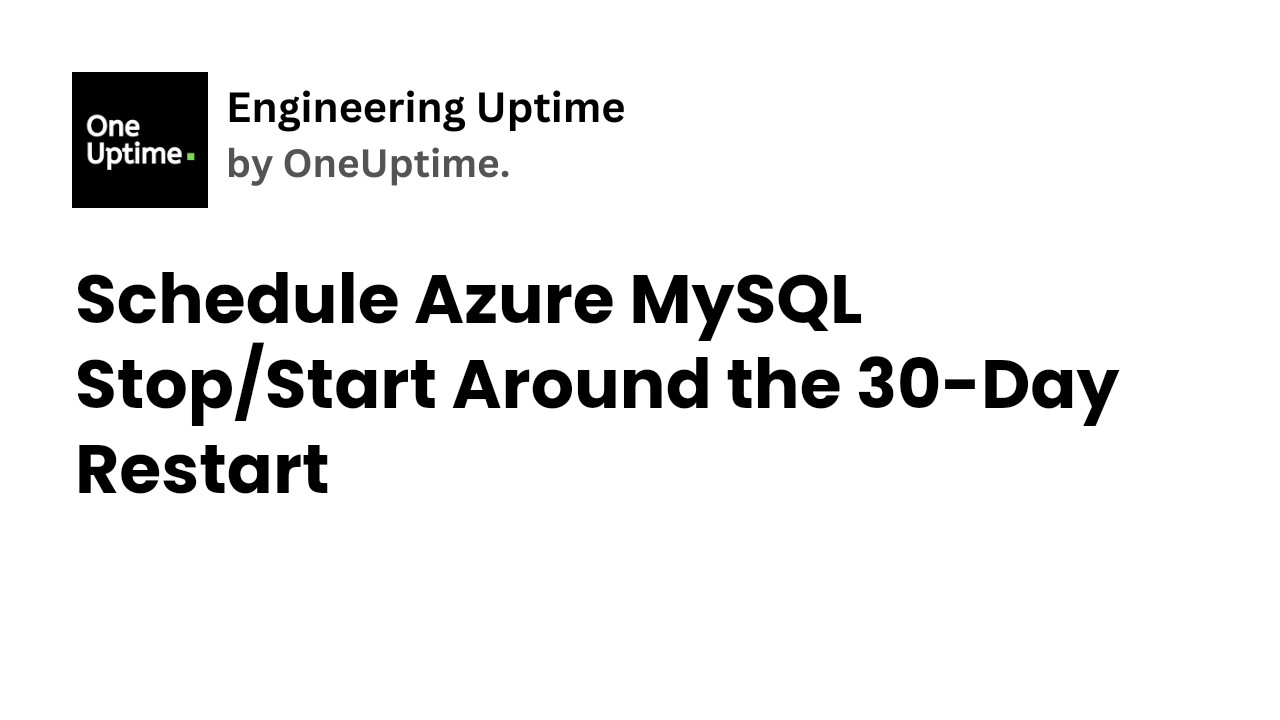 One
Uptime.
Engineering Uptime
by OneUptime.
Schedule Azure MySQL
Stop/Start Around the 30-Day
Restart